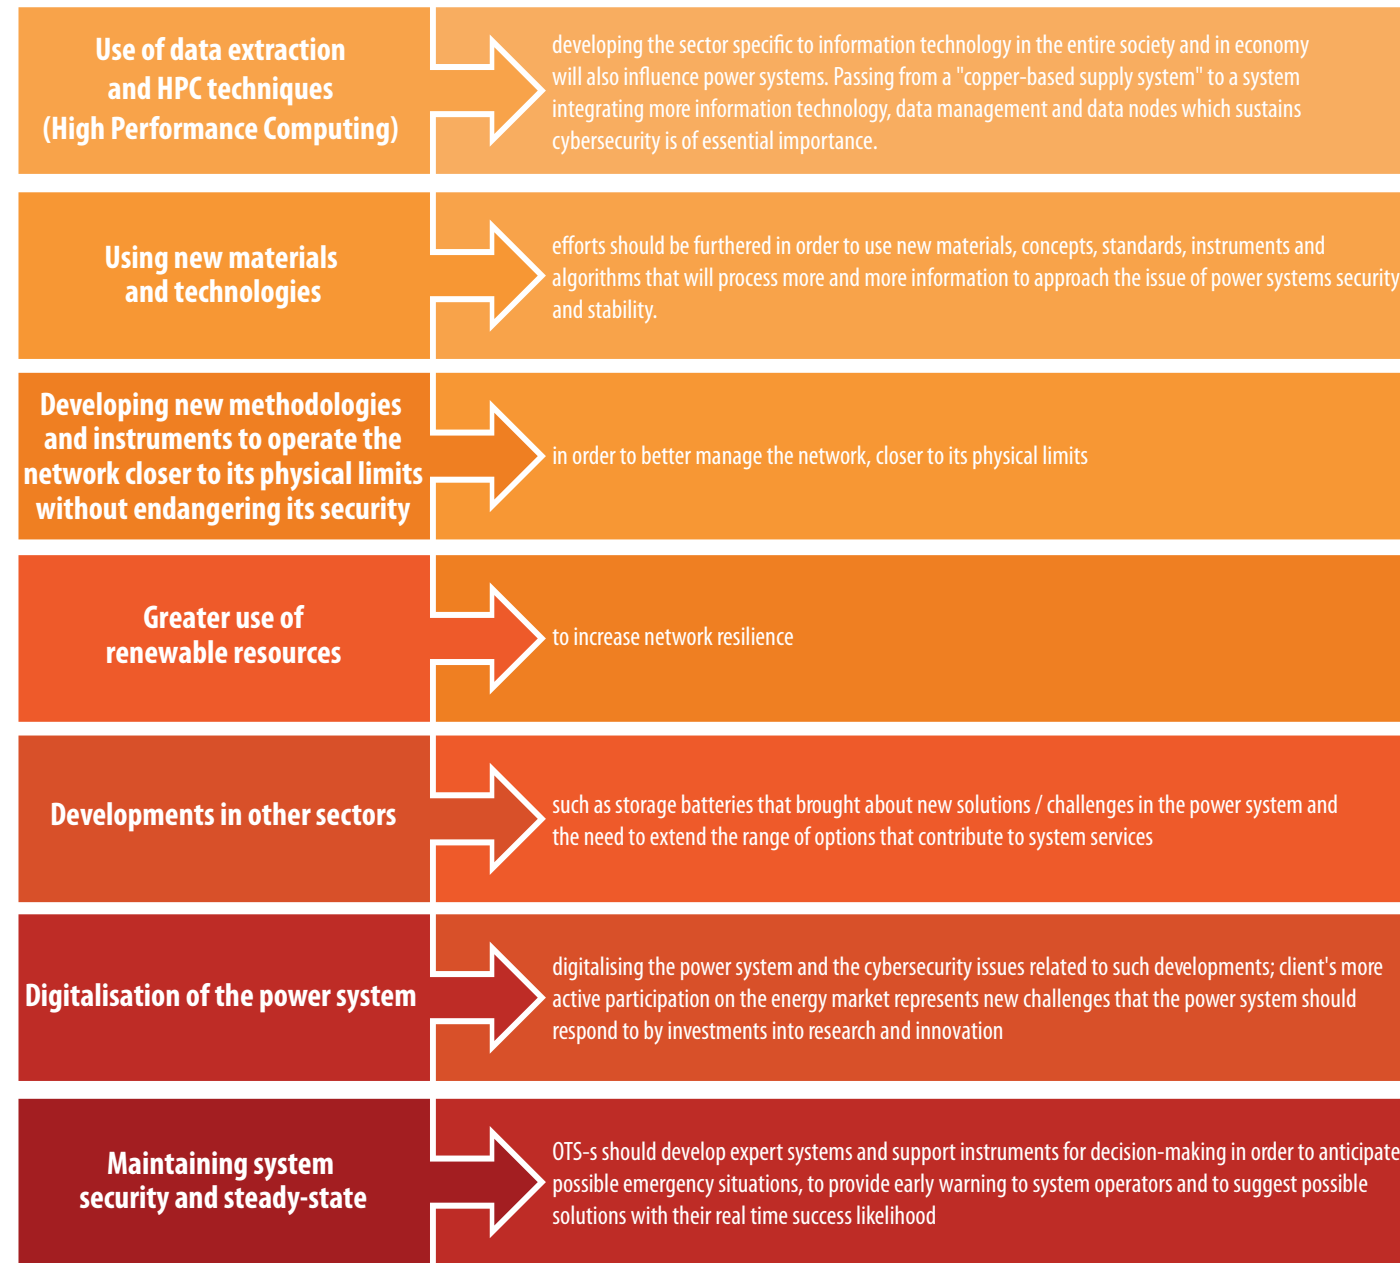 Use of data extraction
and HPC techniques
(High Performance Computing)
developing the sector specific to information technology in the entire society and in economy
will also influence power systems. Passing from a "copper-based supply system" to a system
integrating more information technology, data management and data nodes which sustains
cybersecurity is of essential importance.
Using new materials
and technologies
efforts should be furthered in order to use new materials, concepts, standards, instruments and
algorithms that will process more and more information to approach the issue of power systems security
and stability.
Developing new methodologies
and instruments to operate the
network closer to its physical limits
without endangering its security
in order to better manage the network, closer to its physical limits
Greater use of
renewable resources
to increase network resilience
Developments in other sectors
such as storage batteries that brought about new solutions / challenges in the power system and
the need to extend the range of options that contribute to system services
Digitalisation of the power system
digitalising the power system and the cybersecurity issues related to such developments; client's more
active participation on the energy market represents new challenges that the power system should
respond to by investments into research and innovation
Maintaining system
security and steady-state
OTS-s should develop expert systems and support instruments for decision-making in order to anticipate
possible emergency situations, to provide early warning to system operators and to suggest possible
solutions with their real time success likelihood